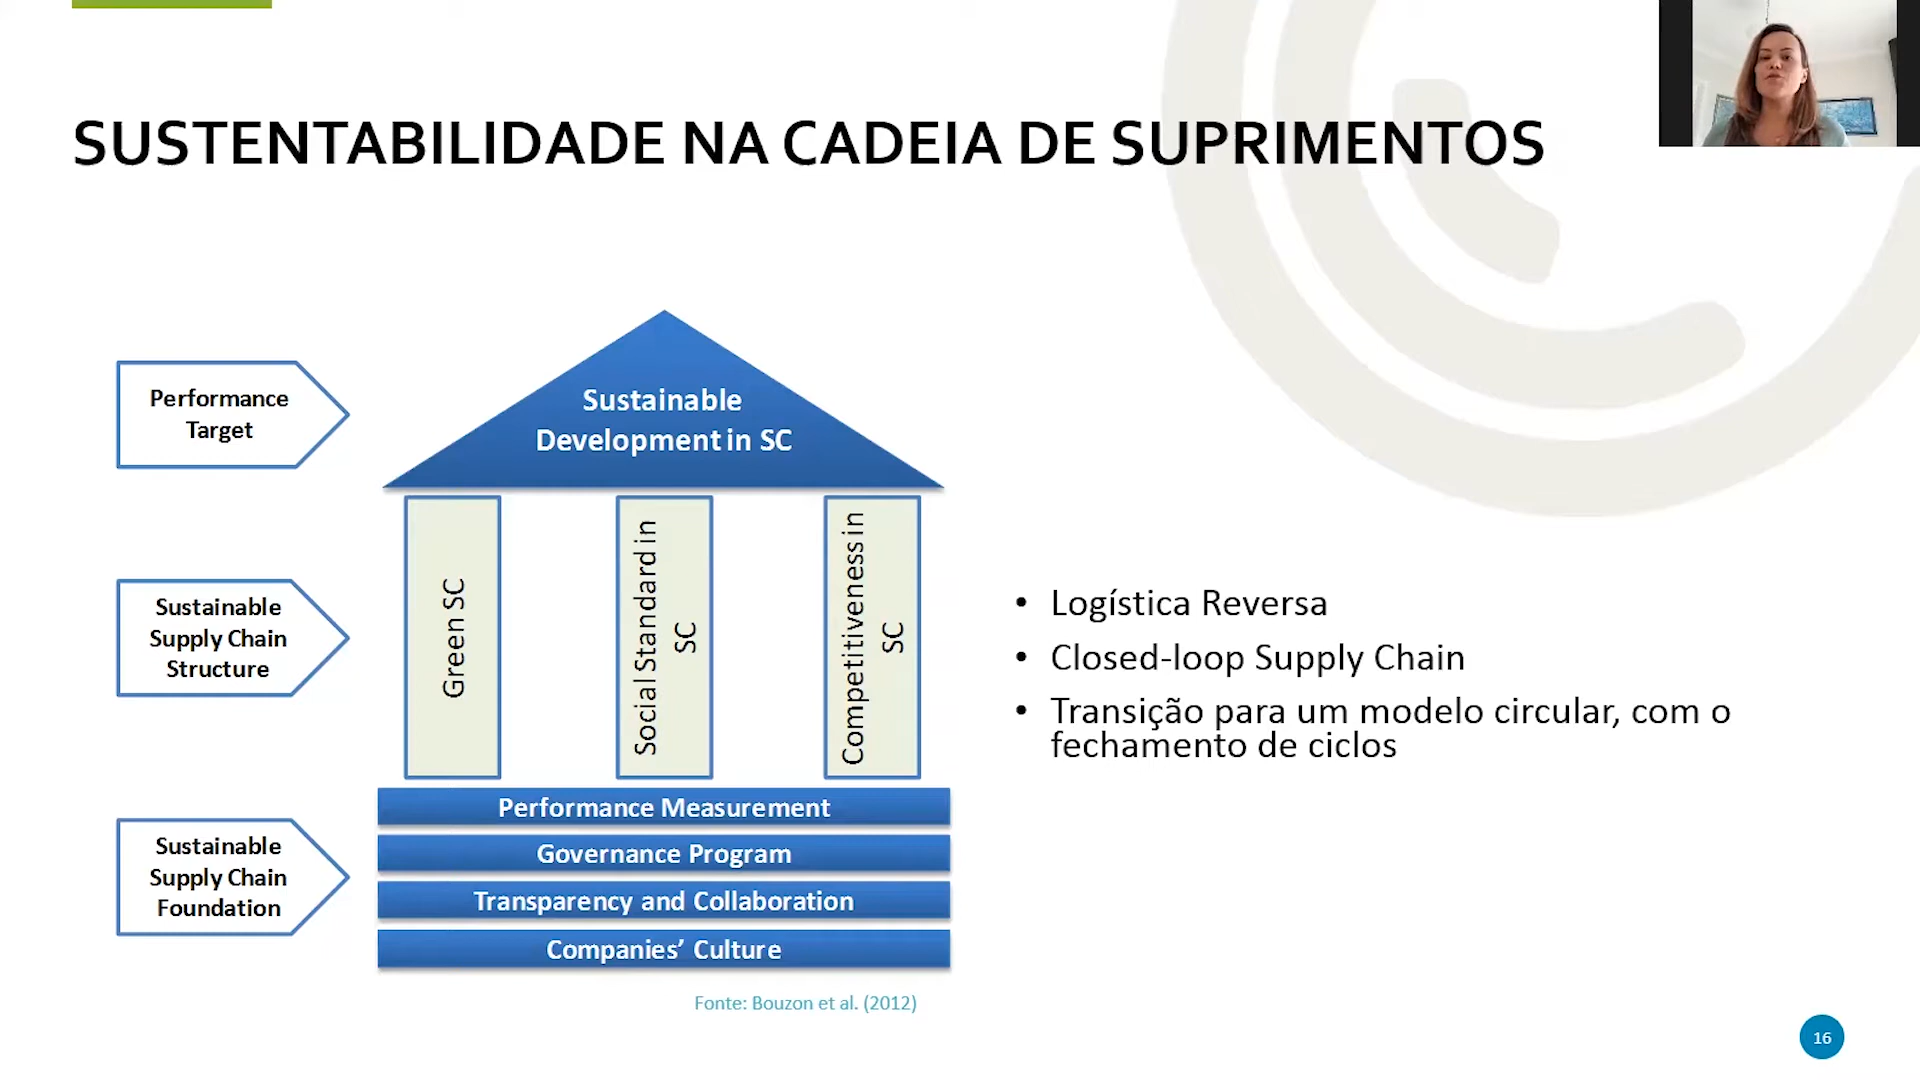 SUSTENTABILIDADE NA CADEIA DE SUPRIMENTOS
Performance
Target
Sustainable
Development in SC
Sustainable
Supply Chain
Structure
Green SC
Social Standard in
SC
Competitiveness in
SC
Sustainable
Supply Chain
Foundation
Performance Measurement
Governance Program
Transparency and Collaboration
Companies’ Culture
Fonte: Bouzon et al. (2012)
• Logística Reversa
• Closed-loop Supply Chain
• Transição para um modelo circular, com o
fechamento de ciclos
16